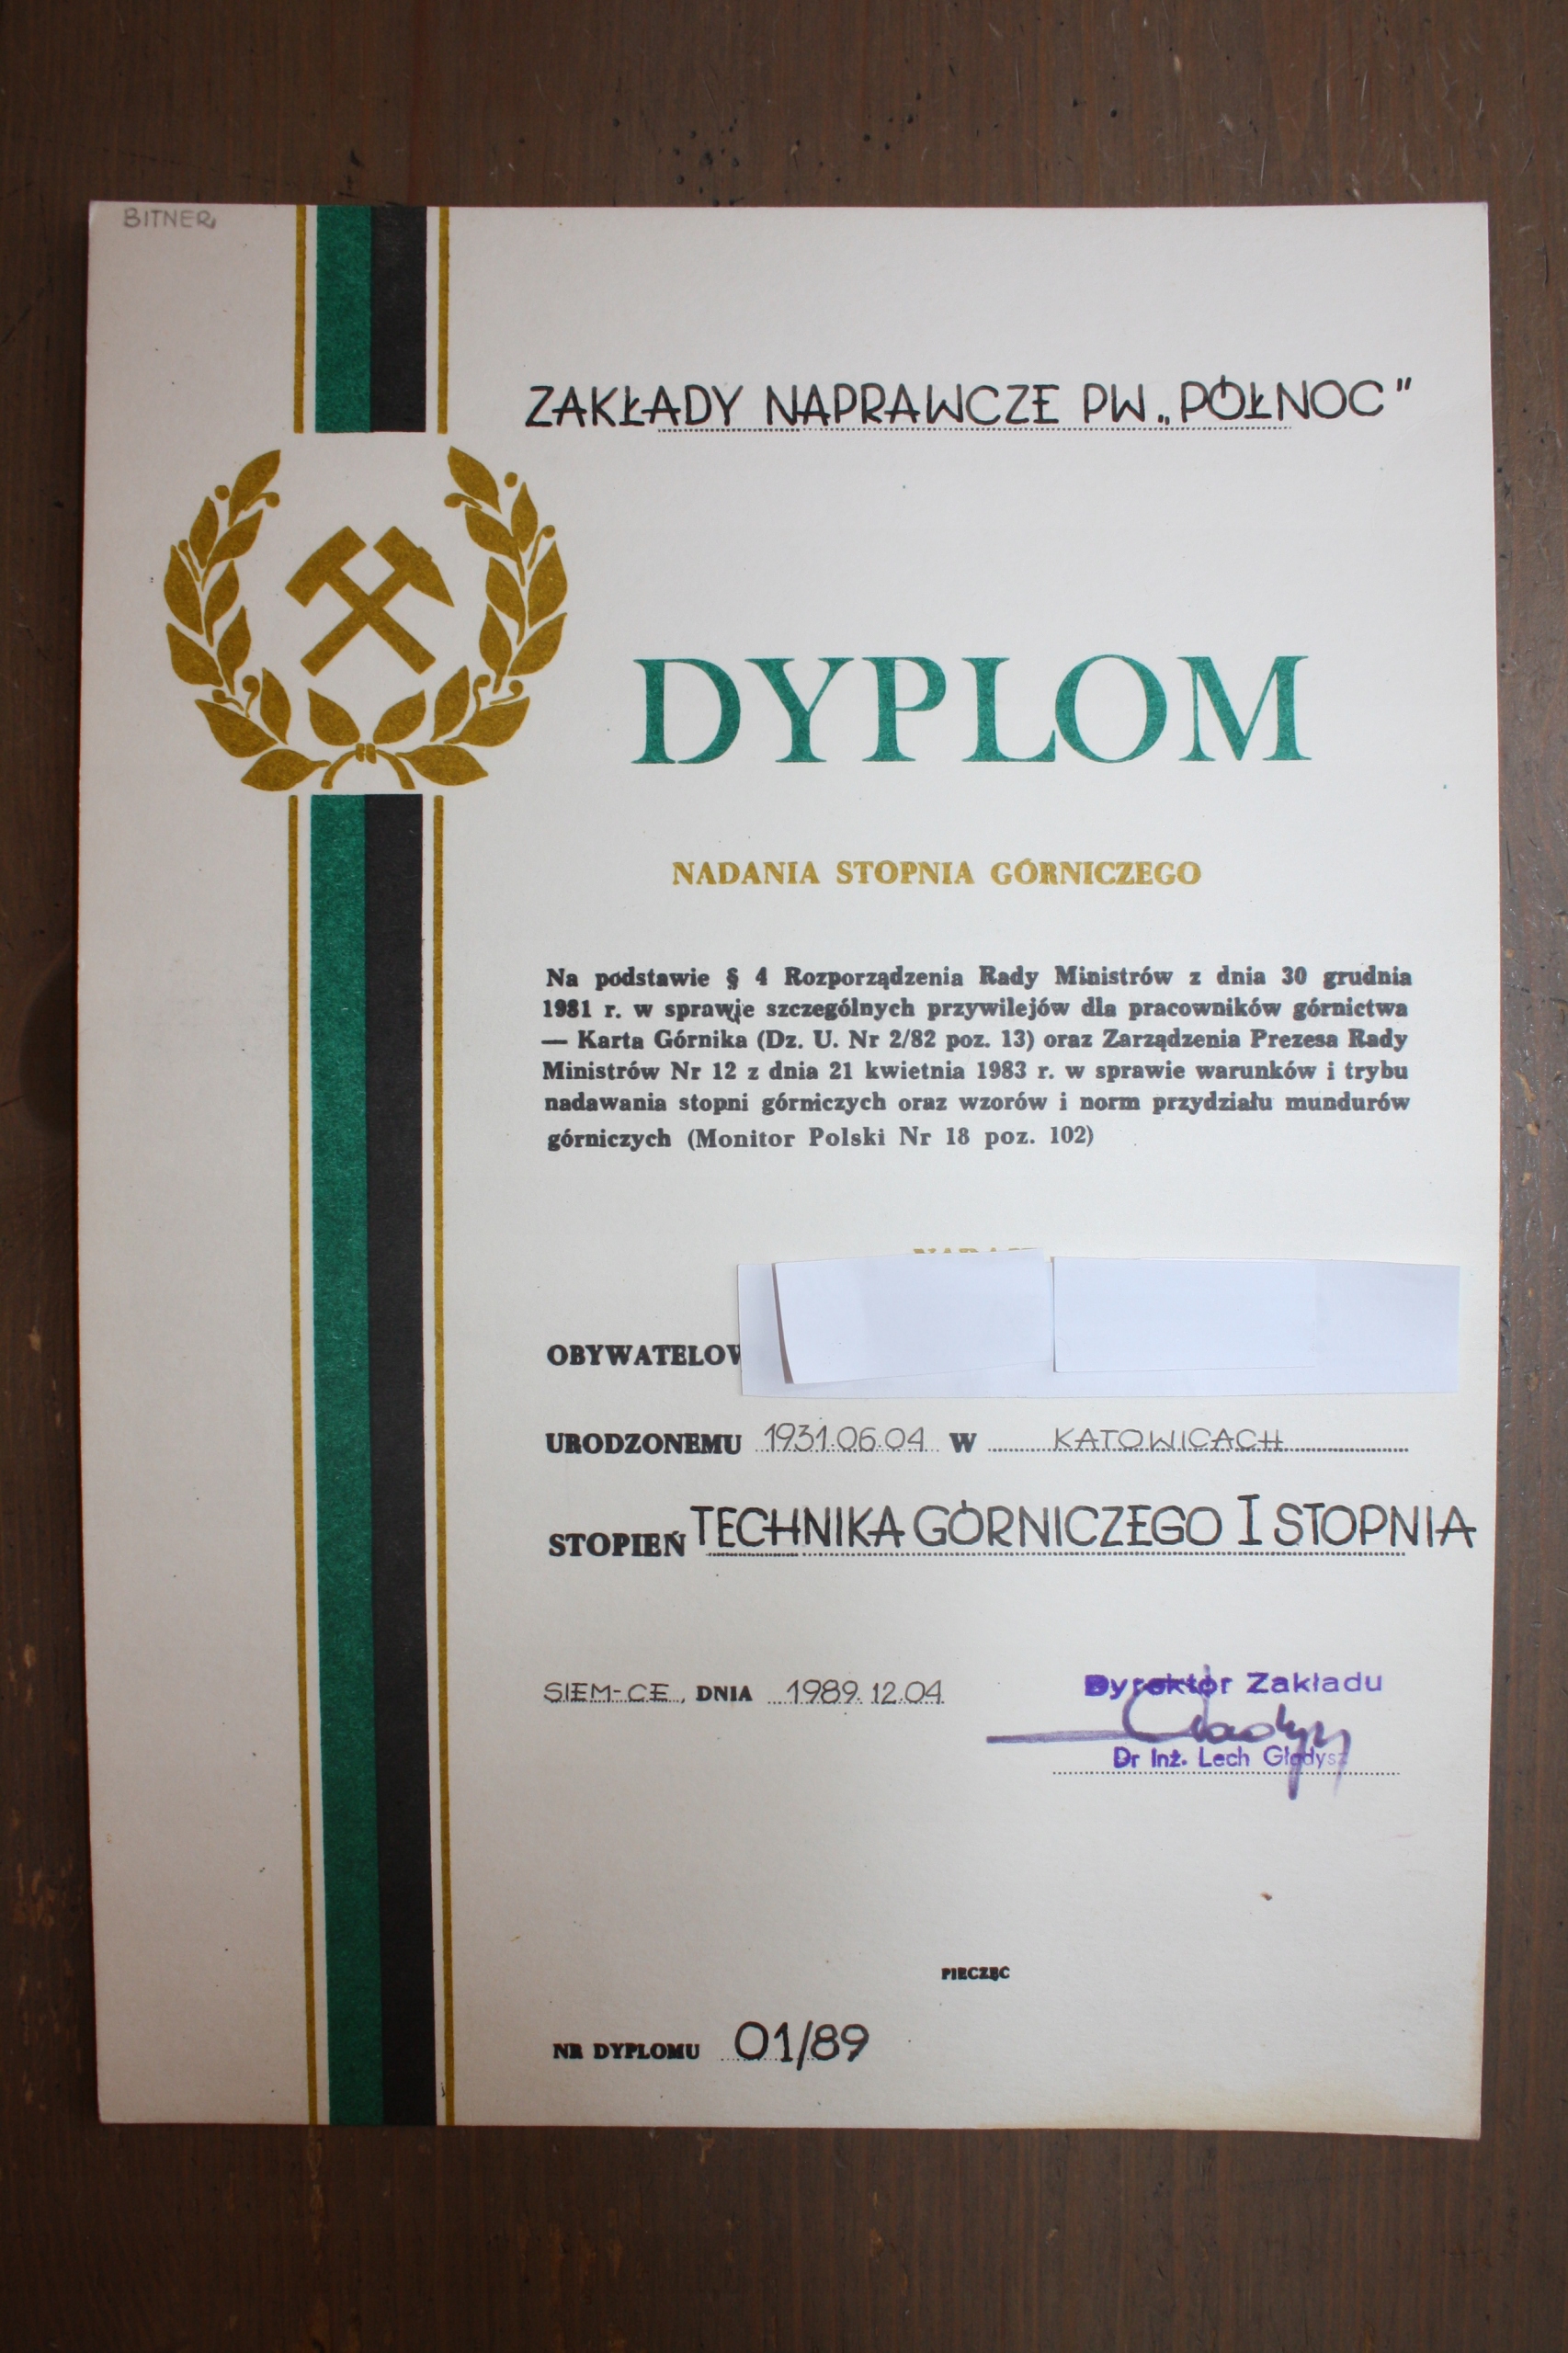 BITNER
ZAKŁADY NAPRAWCZE PW „PÓŁNOC"
DYPLOM
NADANIA STOPNIA GÓRNICZEGO
Na podstawie § 4 Rozporządzenia Rady Ministrów z dnia 30 grudnia
1981 r. w sprawie szczególnych przywilejów dla pracowników górnictwa
— Karta Górnika (Dz. U. Nr 2/82 poz. 13) oraz Zarządzenia Prezesa Rady
Ministrów Nr 12 z dnia 21 kwietnia 1983 r. w sprawie warunków i trybu
nadawania stopni górniczych oraz wzorów i norm przydziału mundurów
górniczych (Monitor Polski Nr 18 poz. 102)
OBYWATELOW
URODZONEMU 1931.06.04 W KATOWICACH
STOPIEŃ TECHNIKA GÓRNICZEGO I STOPNIA
SIEM-CE, DNIA 1989.12.04
Dyrektor Zakładu
Dr Inż. Lech Gładysz
PIECZĘC
NR DYPLOMU 01/89